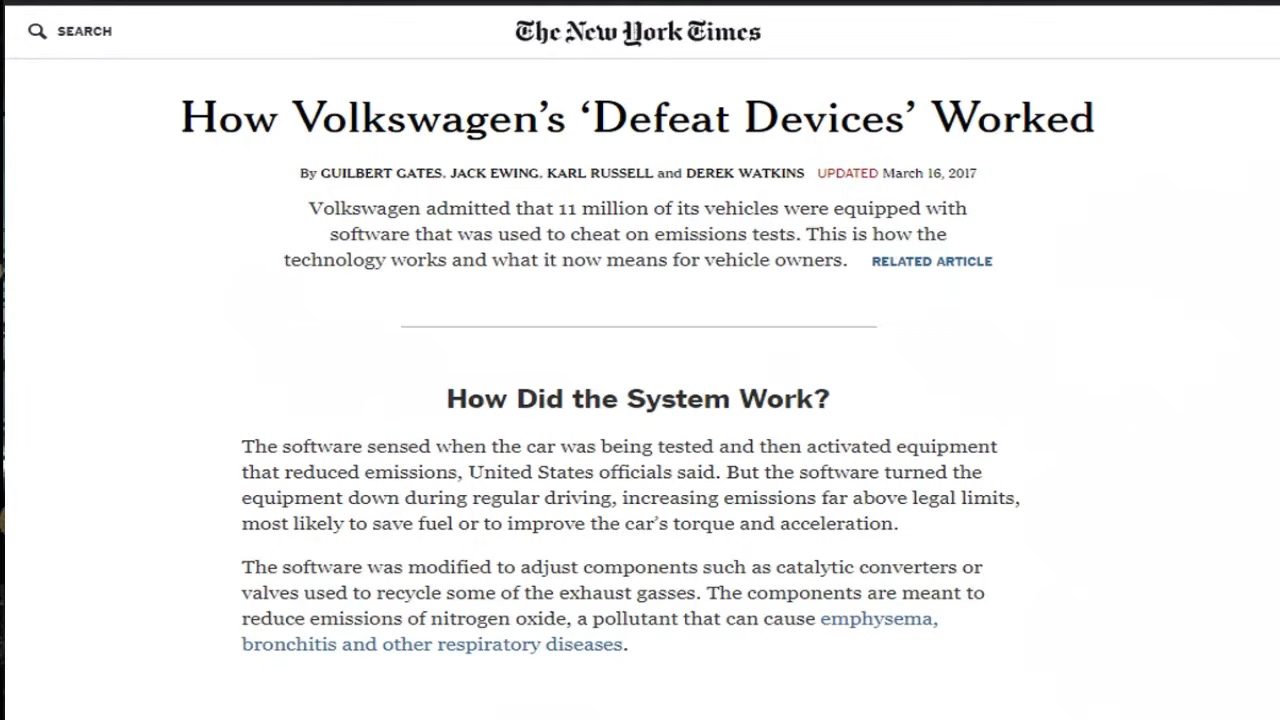 SEARCH
The New York Times
How Volkswagen’s ‘Defeat Devices’ Worked
By GUILBERT GATES, JACK EWING, KARL RUSSELL and DEREK WATKINS UPDATED March 16, 2017
Volkswagen admitted that 11 million of its vehicles were equipped with
software that was used to cheat on emissions tests. This is how the
technology works and what it now means for vehicle owners. RELATED ARTICLE
How Did the System Work?
The software sensed when the car was being tested and then activated equipment
that reduced emissions, United States officials said. But the software turned the
equipment down during regular driving, increasing emissions far above legal limits,
most likely to save fuel or to improve the car’s torque and acceleration.
The software was modified to adjust components such as catalytic converters or
valves used to recycle some of the exhaust gasses. The components are meant to
reduce emissions of nitrogen oxide, a pollutant that can cause emphysema,
bronchitis and other respiratory diseases.